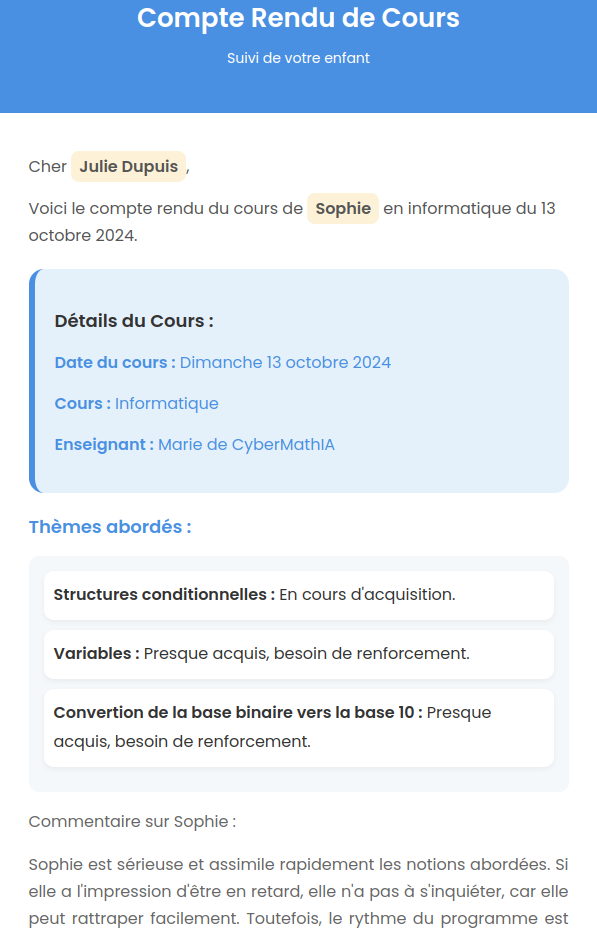 Compte Rendu de Cours
Suivi de votre enfant
Cher Julie Dupuis,
Voici le compte rendu du cours de Sophie en informatique du 13
octobre 2024.
Détails du Cours :
Date du cours : Dimanche 13 octobre 2024
Cours : Informatique
Enseignant : Marie de CyberMathIA
Thèmes abordés :
Structures conditionnelles : En cours d'acquisition.
Variables : Presque acquis, besoin de renforcement.
Convertion de la base binaire vers la base 10 : Presque
acquis, besoin de renforcement.
Commentaire sur Sophie :
Sophie est sérieuse et assimile rapidement les notions abordées. Si
elle a l'impression d'être en retard, elle n'a pas à s'inquiéter, car elle
peut rattraper facilement. Toutefois, le rythme du programme est